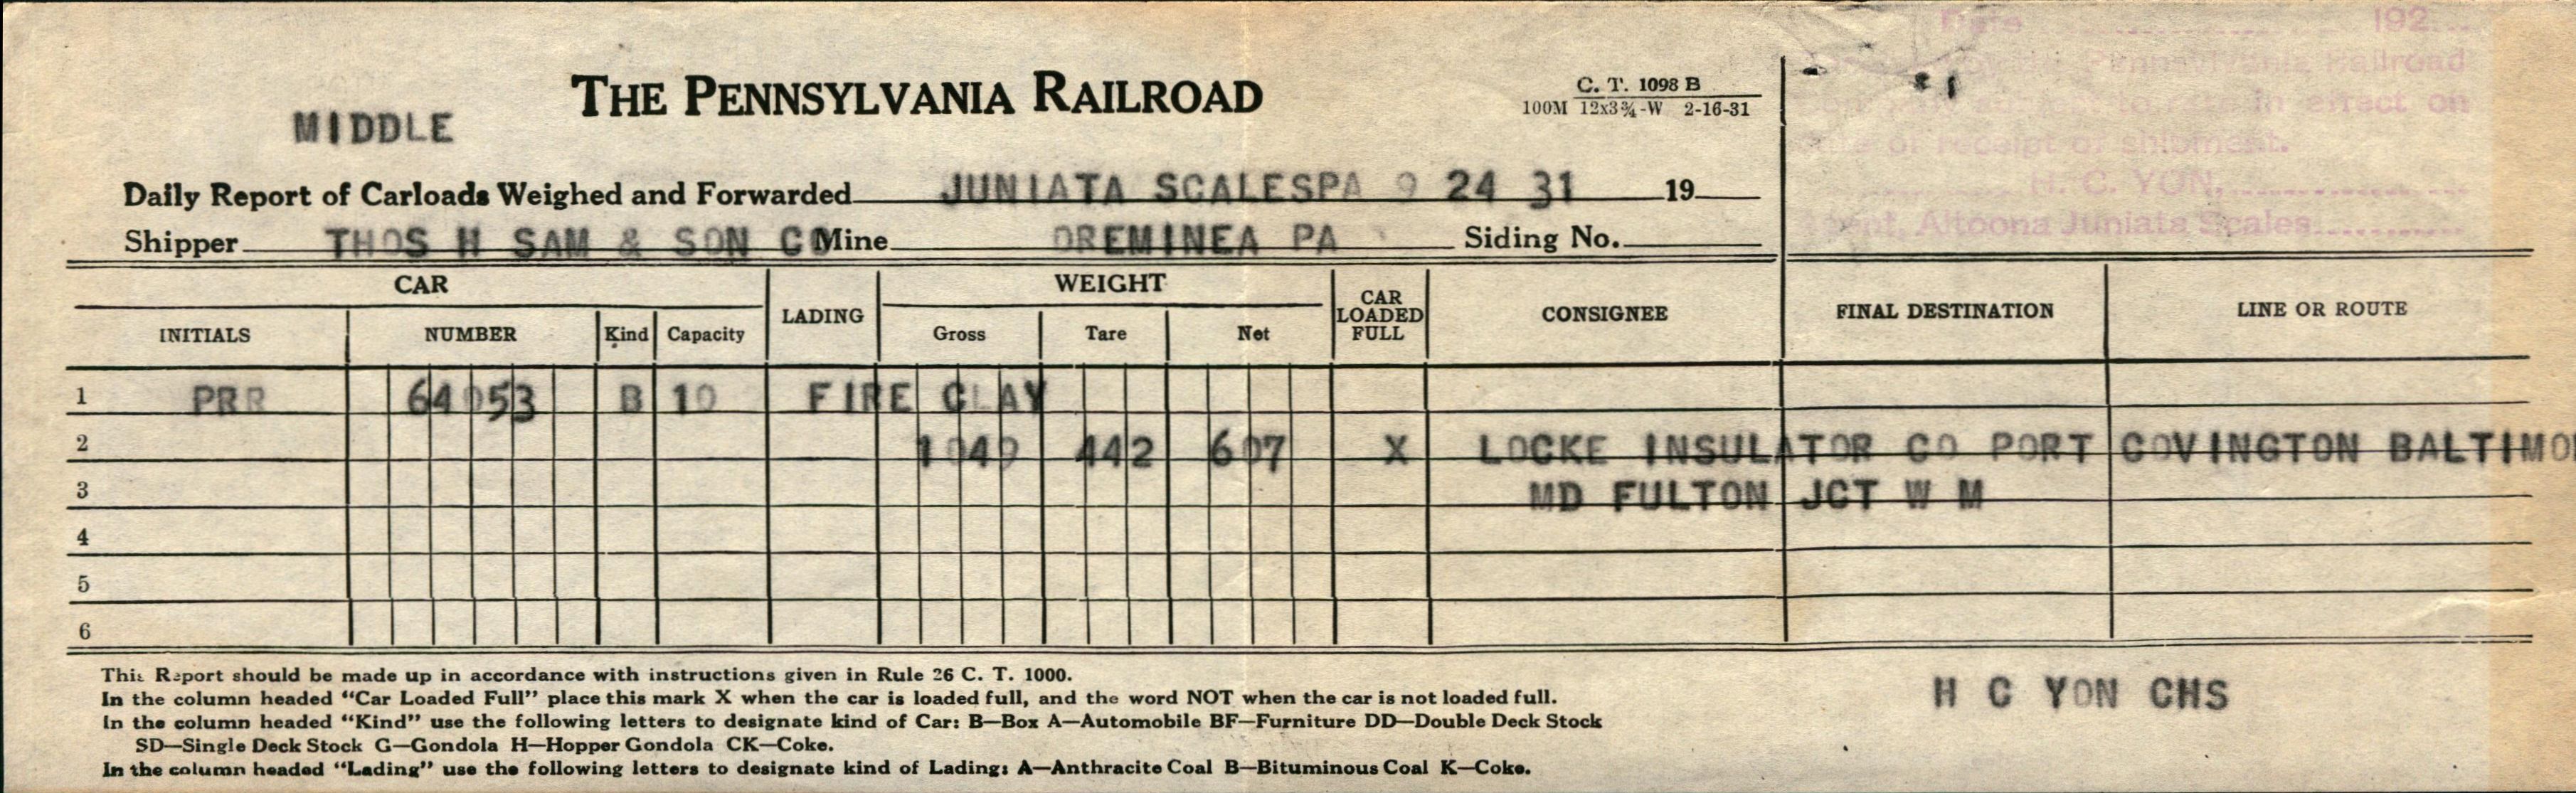 Date 192
Pennsylvania Railroad
in effect on
date of receipt of shipment.
H. C. YON,
Agent, Altoona Juniata Scales
THE PENNSYLVANIA RAILROAD
C. T. 1098 B
100M 12x3¾-W 2-16-31
MIDDLE
Daily Report of Carloads Weighed and Forwarded JUNIATA SCALESPA 9 24 31 19
Shipper THOS H SAM & SON CO Mine OREMINEA PA Siding No.
CAR LADING WEIGHT CAR LOADED FULL CONSIGNEE FINAL DESTINATION LINE OR ROUTE
INITIALS NUMBER Kind Capacity Gross Tare Net
1 PRR 64053 B 10 FIRE CLAY
2 1049 442 607 X LOCKE INSULATOR CO PORT COVINGTON BALTIMO
3 MD FULTON JCT W M
4
5
6
This Report should be made up in accordance with instructions given in Rule 26 C. T. 1000.
In the column headed “Car Loaded Full” place this mark X when the car is loaded full, and the word NOT when the car is not loaded full.
In the column headed “Kind” use the following letters to designate kind of Car: B—Box A—Automobile BF—Furniture DD—Double Deck Stock
SD—Single Deck Stock G—Gondola H—Hopper Gondola CK—Coke.
In the column headed “Lading” use the following letters to designate kind of Lading: A—Anthracite Coal B—Bituminous Coal K—Coke.
H C YON CHS